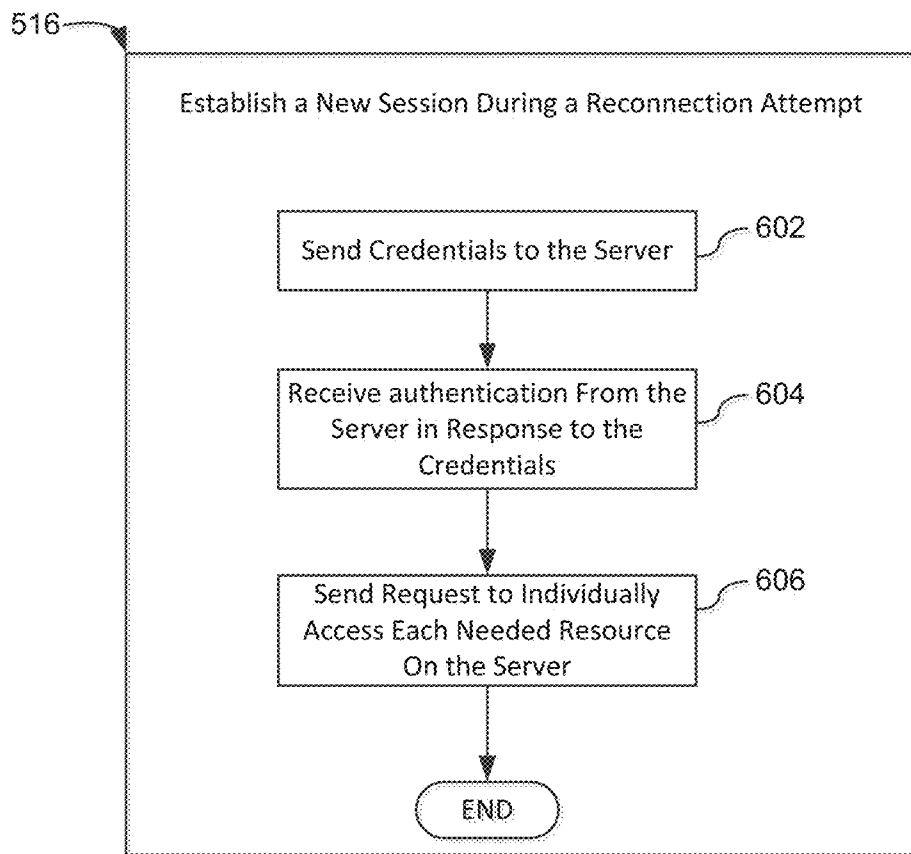 516
Establish a New Session During a Reconnection Attempt
Send Credentials to the Server
602
Receive authentication From the
Server in Response to the
Credentials
604
Send Request to Individually
Access Each Needed Resource
On the Server
606
END